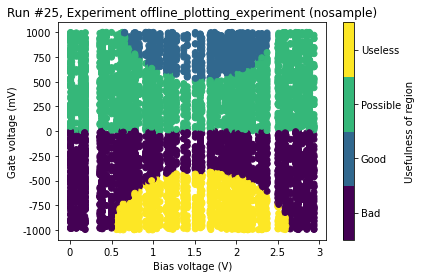 Run #25, Experiment offline_plotting_experiment (nosample)
1000
750
500
250
0
-250
-500
-750
-1000
Gate voltage (mV)
0
0.5
1
1.5
2
2.5
3
Bias voltage (V)
Useless
Possible
Good
Bad
Usefulness of region